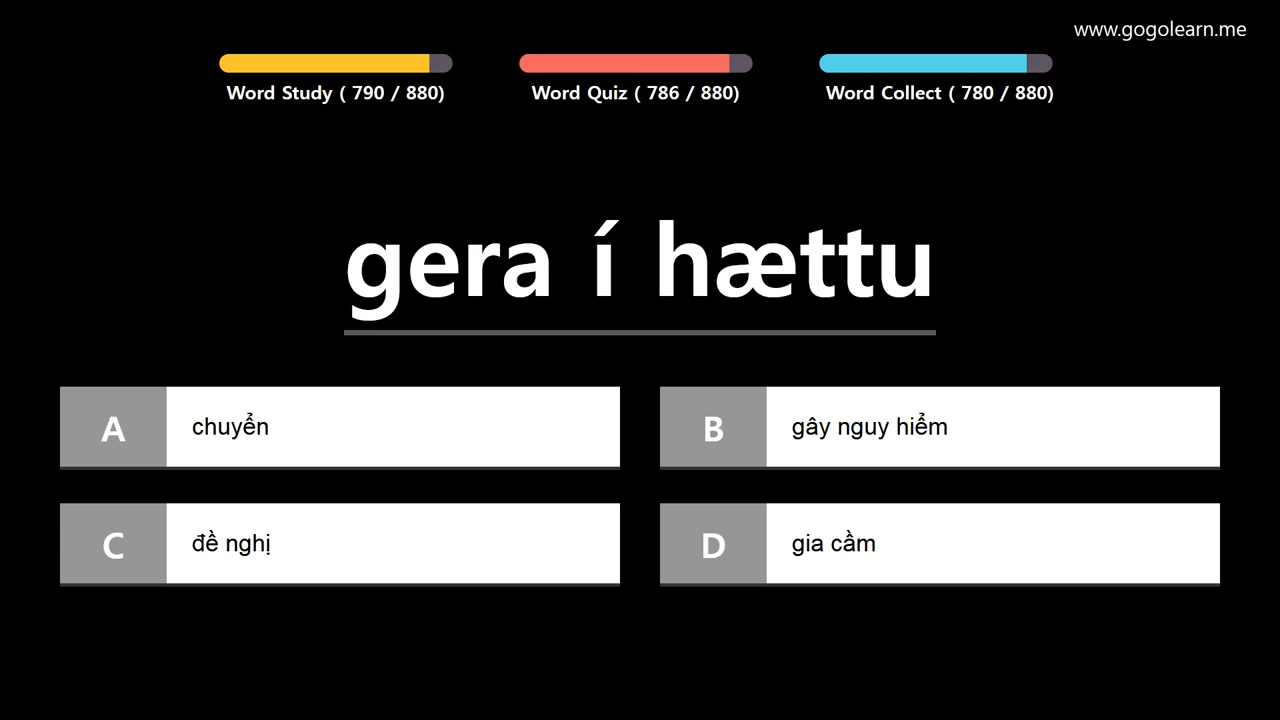 www.gogolearn.me
Word Study ( 790 / 880)
Word Quiz ( 786 / 880)
Word Collect ( 780 / 880)
gera í hættu
A chuyển
B gây nguy hiểm
C đề nghị
D gia cầm